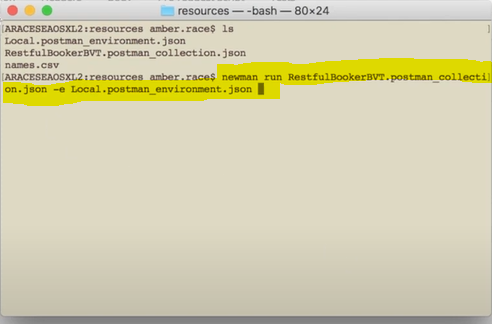 resources — -bash — 80×24
[ARACESEAOSXL2:resources amber.race$ ls ]
Local.postman_environment.json
RestfulBookerBVT.postman_collection.json
names.csv
[ARACESEAOSXL2:resources amber.race$ newman run RestfulBookerBVT.postman_collecti]
on.json -e Local.postman_environment.json